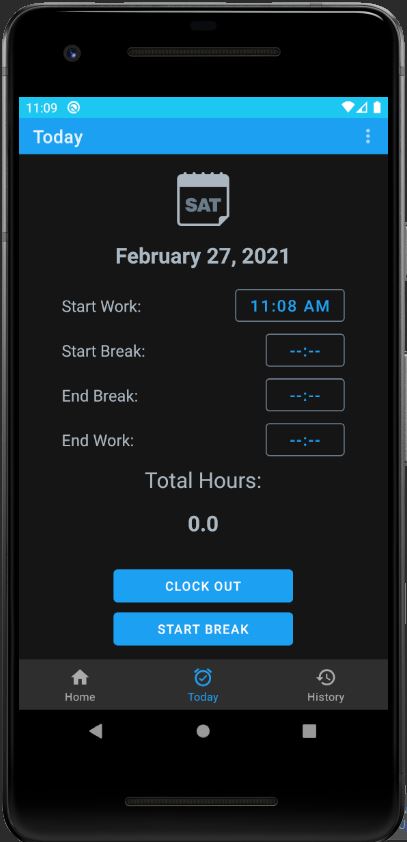 11:09
Today
SAT
February 27, 2021
Start Work: 11:08 AM
Start Break: --:--
End Break: --:--
End Work: --:--
Total Hours:
0.0
CLOCK OUT
START BREAK
Home Today History